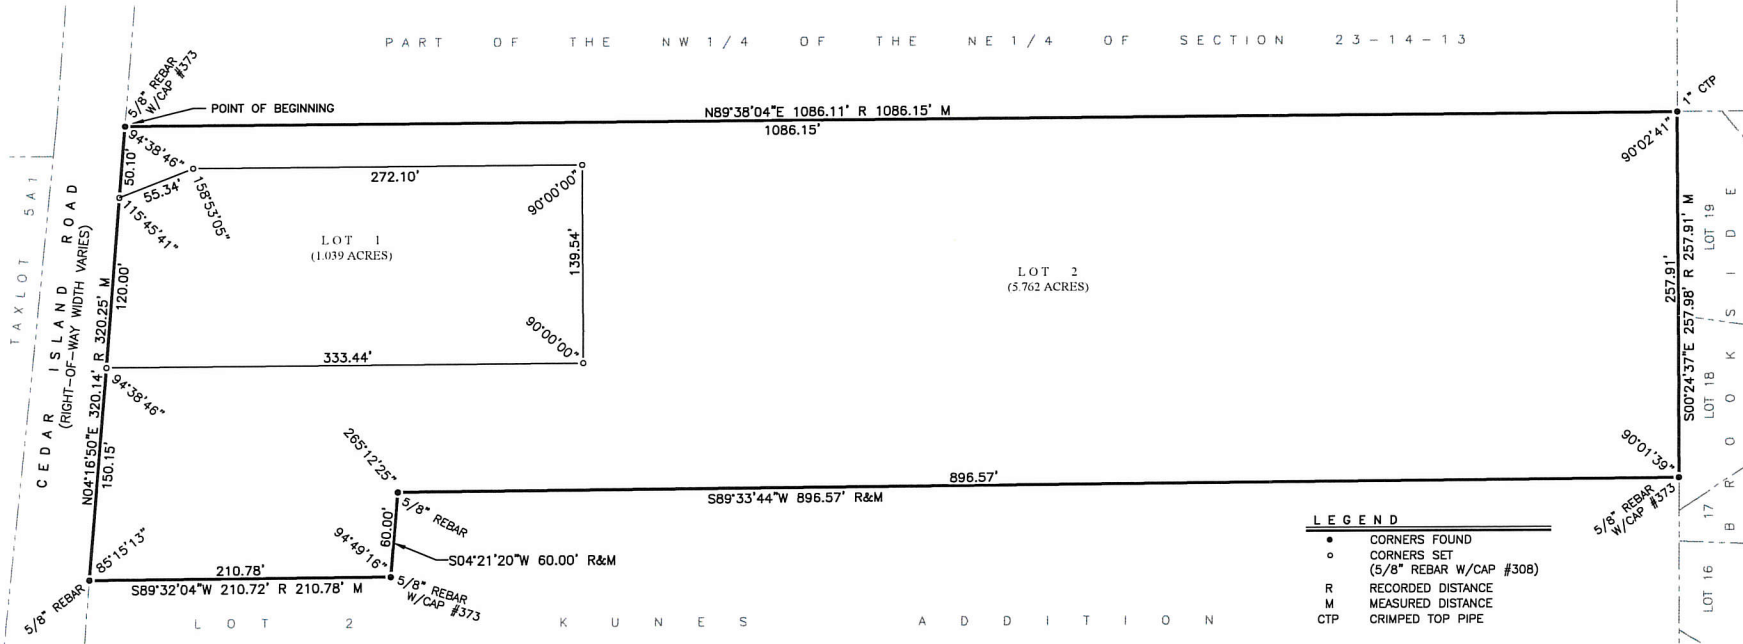 PART OF THE NW 1/4 OF THE NE 1/4 OF SECTION 23-14-13
5/8" REBAR
W/CAP #373
POINT OF BEGINNING
N89°38'04"E 1086.11' R 1086.15' M
1086.15'
1" CTP
94°38'46"
90°02'41"
50.10'
55.34'
158°53'05"
115°45'41"
272.10'
90°00'00"
139.54'
90°00'00"
LOT 1
(1.039 ACRES)
LOT 2
(5.762 ACRES)
TAXLOT 5A1
CEDAR ISLAND ROAD
(RIGHT-OF-WAY WIDTH VARIES)
N04°16'50"E 320.14' R 320.25' M
120.00'
150.15'
333.44'
94°38'46"
257.91'
S00°24'37"E 257.98' R 257.91' M
LOT 19
LOT 18
BROOKSIDE
17
LOT 16
265°12'25"
896.57'
S89°33'44"W 896.57' R&M
90°01'39"
5/8" REBAR
W/CAP #373
5/8" REBAR
60.00'
S04°21'20"W 60.00' R&M
94°49'16"
85°15'13"
210.78'
S89°32'04"W 210.72' R 210.78' M
5/8" REBAR
5/8" REBAR
W/CAP #373
LOT 2 KUNES ADDITION
LEGEND
● CORNERS FOUND
○ CORNERS SET
(5/8" REBAR W/CAP #308)
R RECORDED DISTANCE
M MEASURED DISTANCE
CTP CRIMPED TOP PIPE